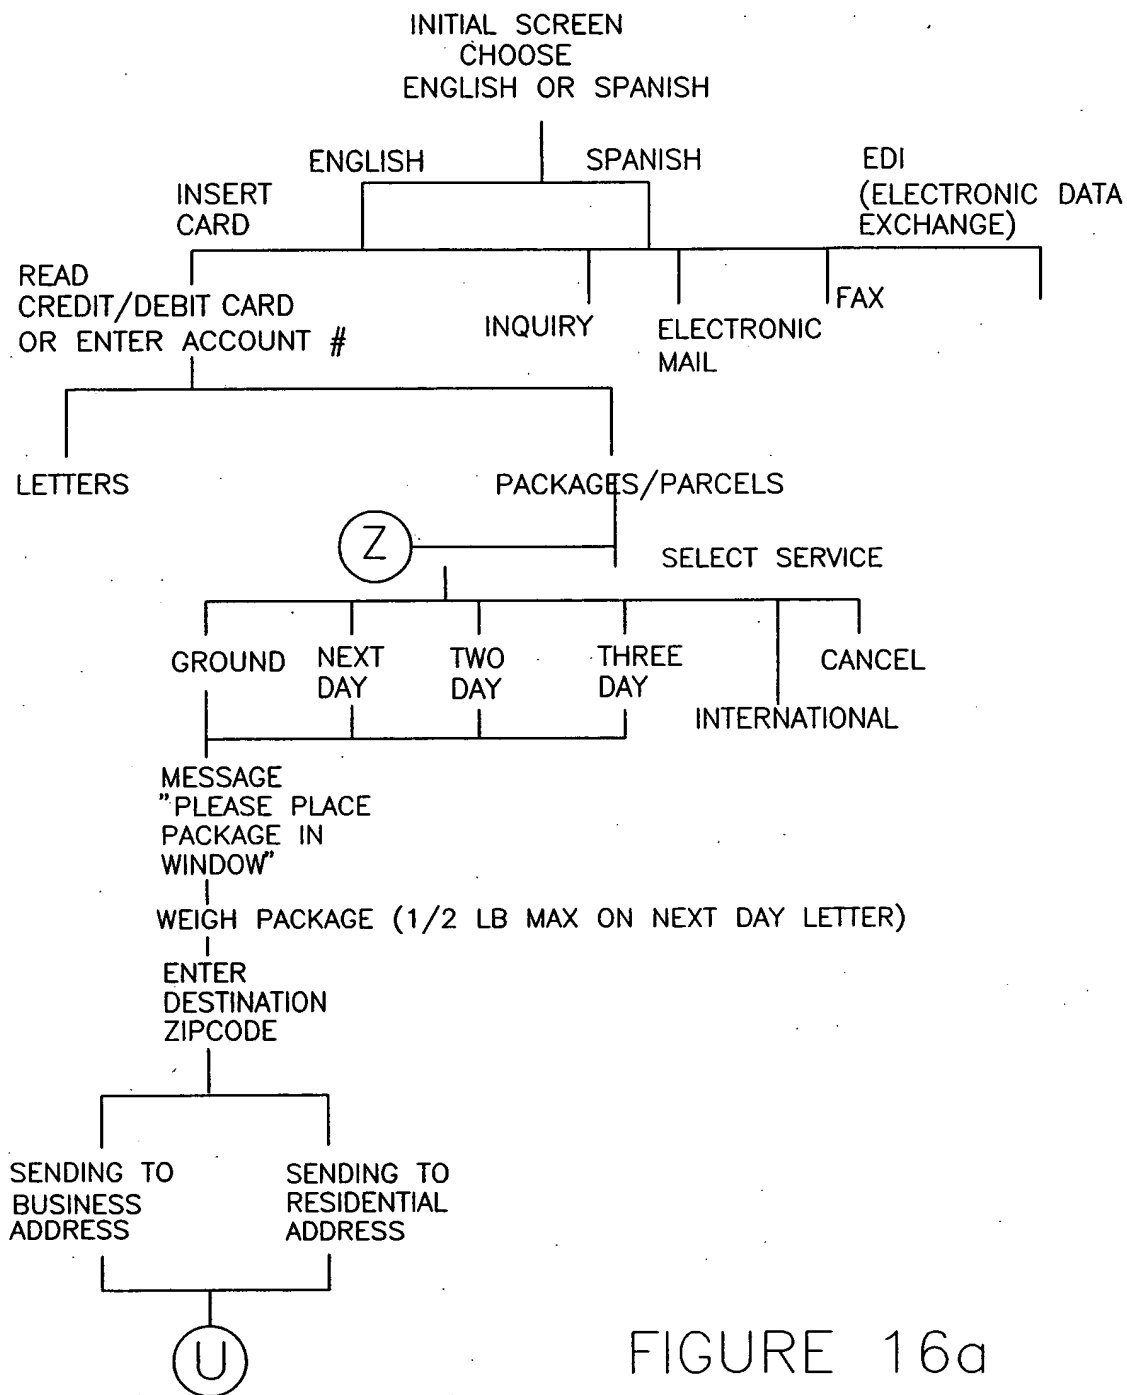 INITIAL SCREEN
CHOOSE
ENGLISH OR SPANISH
ENGLISH
SPANISH
EDI
(ELECTRONIC DATA
EXCHANGE)
INSERT
CARD
READ
CREDIT/DEBIT CARD
OR ENTER ACCOUNT #
INQUIRY
ELECTRONIC
MAIL
FAX
LETTERS
PACKAGES/PARCELS
Z
SELECT SERVICE
GROUND
NEXT
DAY
TWO
DAY
THREE
DAY
INTERNATIONAL
CANCEL
MESSAGE
"PLEASE PLACE
PACKAGE IN
WINDOW"
WEIGH PACKAGE (1/2 LB MAX ON NEXT DAY LETTER)
ENTER
DESTINATION
ZIPCODE
SENDING TO
BUSINESS
ADDRESS
SENDING TO
RESIDENTIAL
ADDRESS
U
FIGURE 16a